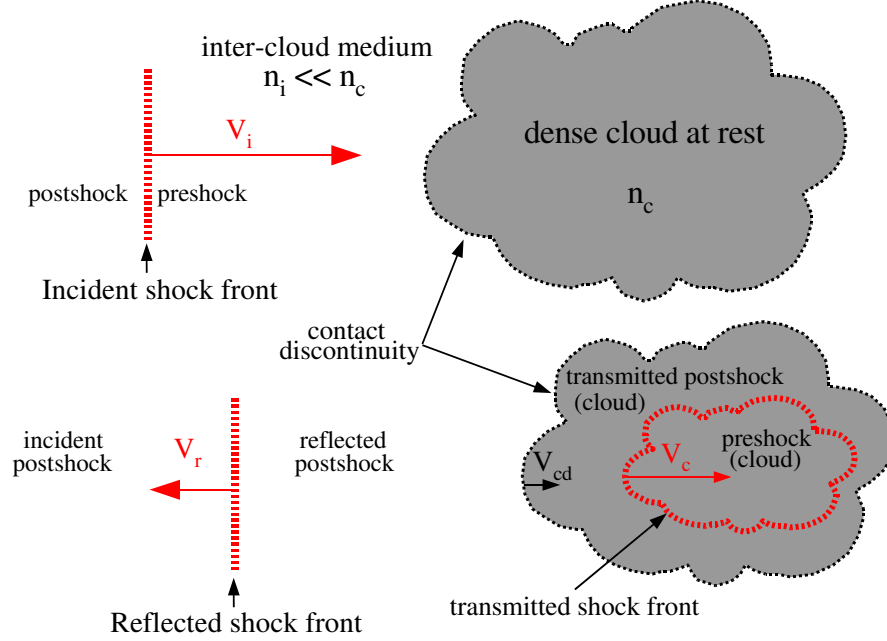 inter-cloud medium
n_i << n_c
V_i
postshock
preshock
Incident shock front
dense cloud at rest
n_c
contact
discontinuity
transmitted postshock
(cloud)
preshock
(cloud)
V_cd
V_c
incident
postshock
V_r
reflected
postshock
transmitted shock front
Reflected shock front